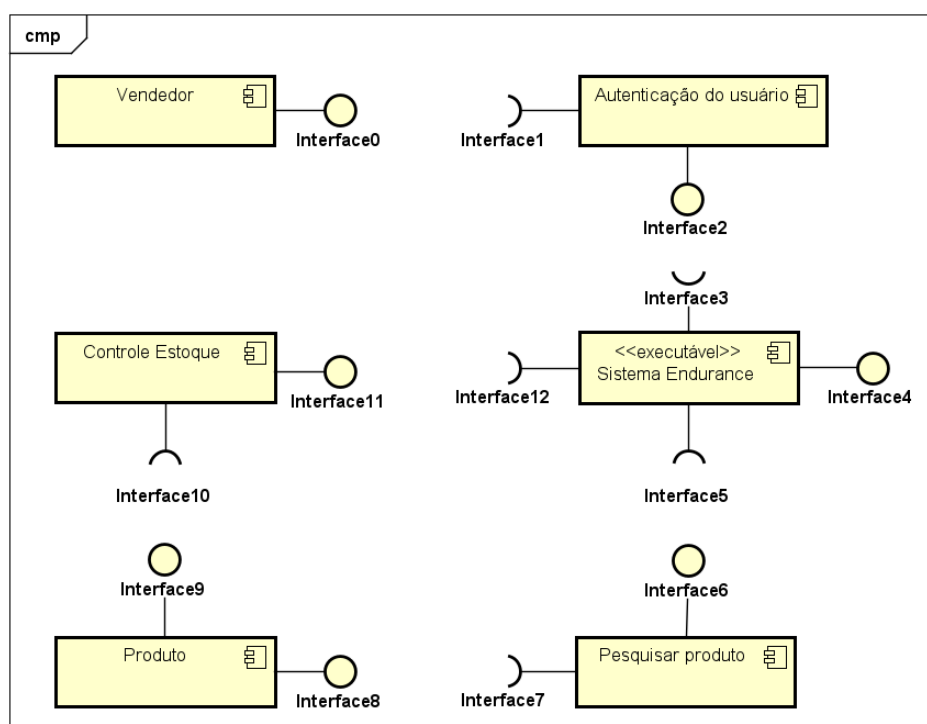 cmp
Vendedor
Interface0
Autenticação do usuário
Interface1
Interface2
Interface3
Controle Estoque
Interface11
<<executável>>
Sistema Endurance
Interface12
Interface4
Interface10
Interface5
Interface9
Interface6
Produto
Interface8
Pesquisar produto
Interface7